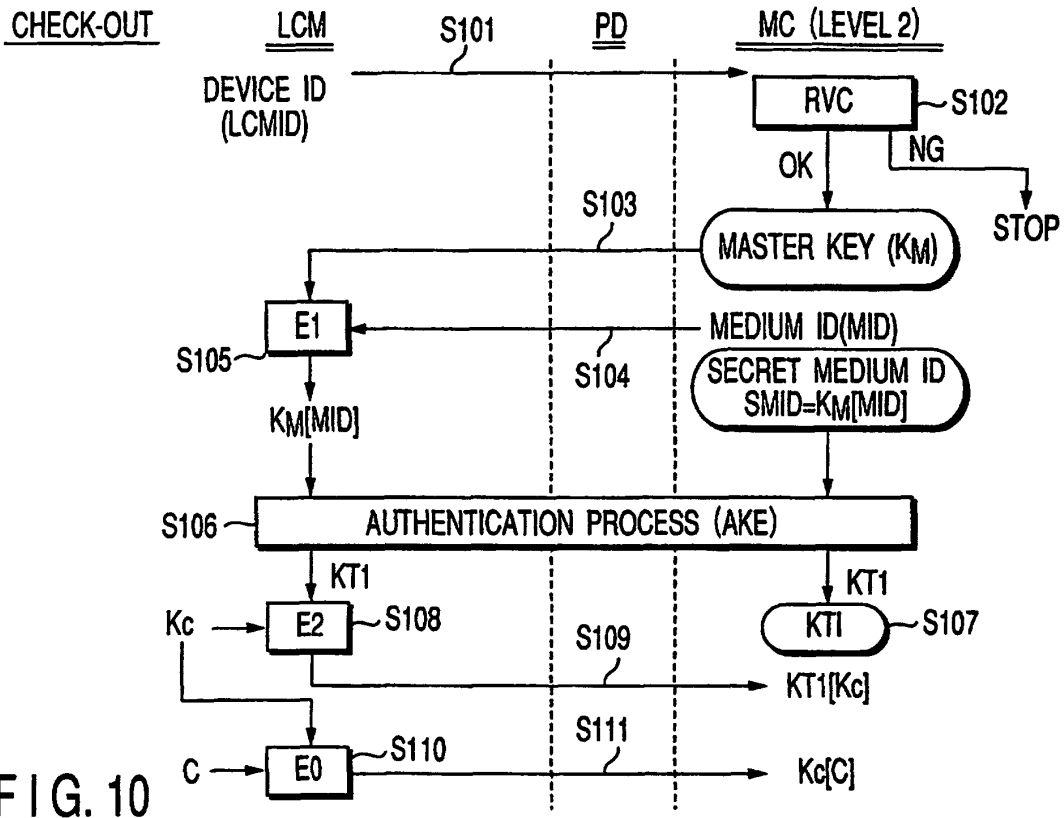 CHECK-OUT
LCM
PD
MC (LEVEL 2)
S101
DEVICE ID
(LCMID)
RVC
S102
OK
NG
STOP
S103
MASTER KEY (KM)
E1
S105
S104
MEDIUM ID(MID)
SECRET MEDIUM ID
SMID=KM[MID]
KM[MID]
S106
AUTHENTICATION PROCESS (AKE)
KT1
KT1
Kc
E2
S108
KTI
S107
S109
KT1[Kc]
C
E0
S110
S111
Kc[C]
FIG. 10